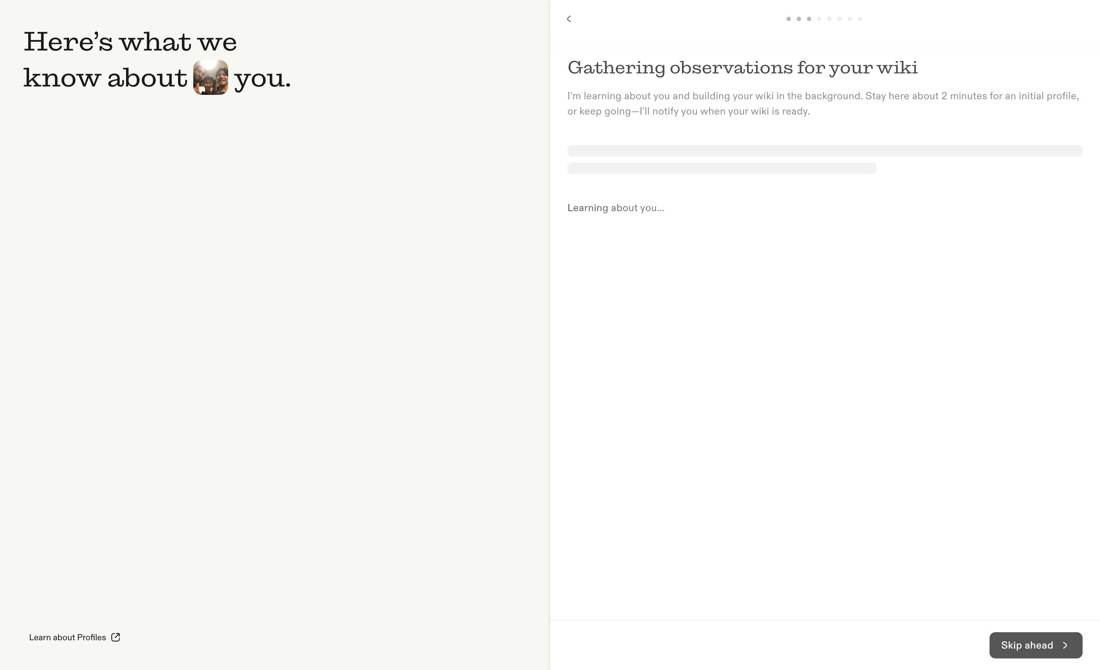 Here’s what we
know about you.
Learn about Profiles
Gathering observations for your wiki
I’m learning about you and building your wiki in the background. Stay here about 2 minutes for an initial profile,
or keep going—I’ll notify you when your wiki is ready.
Learning about you...
Skip ahead